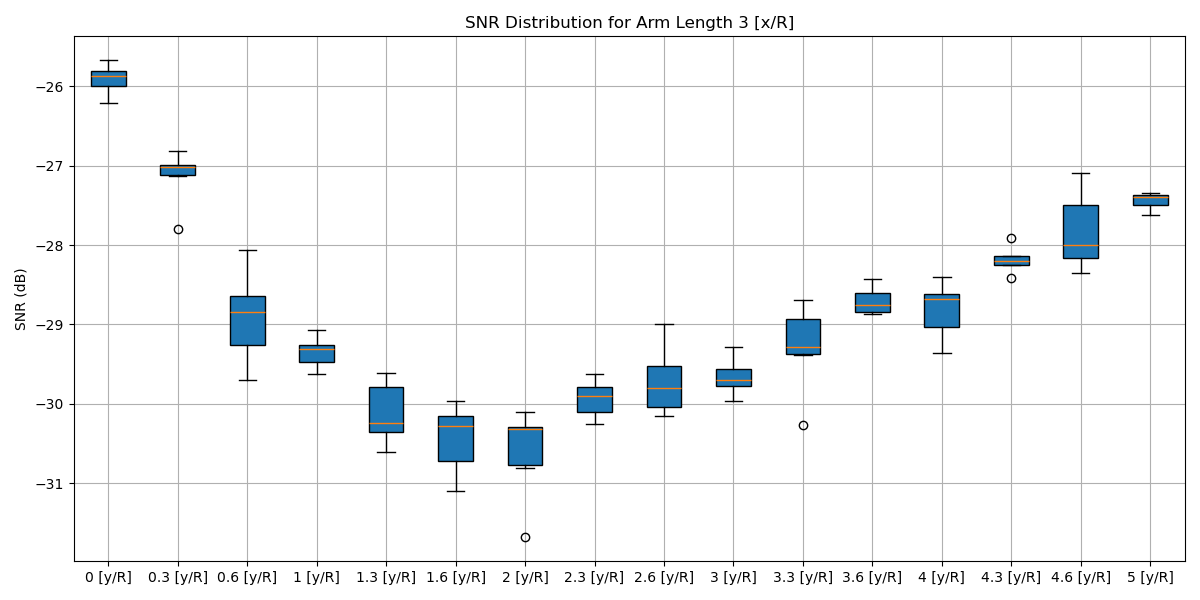 SNR Distribution for Arm Length 3 [x/R]
SNR (dB)
−26
−27
−28
−29
−30
−31
0 [y/R] 0.3 [y/R] 0.6 [y/R] 1 [y/R] 1.3 [y/R] 1.6 [y/R] 2 [y/R] 2.3 [y/R] 2.6 [y/R] 3 [y/R] 3.3 [y/R] 3.6 [y/R] 4 [y/R] 4.3 [y/R] 4.6 [y/R] 5 [y/R]